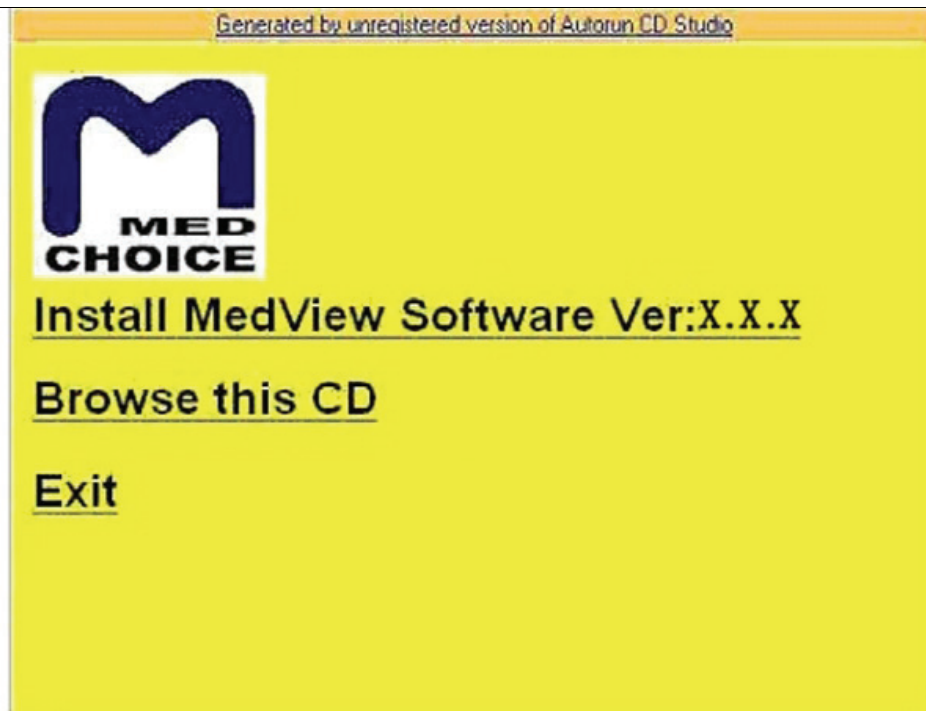 Generated by unregistered version of Autorun CD Studio
MED
CHOICE
Install MedView Software Ver:X.X.X
Browse this CD
Exit